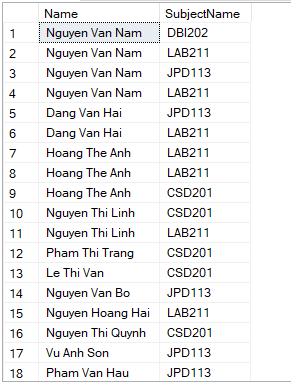 Name SubjectName
1 Nguyen Van Nam DBI202
2 Nguyen Van Nam LAB211
3 Nguyen Van Nam JPD113
4 Nguyen Van Nam LAB211
5 Dang Van Hai JPD113
6 Dang Van Hai LAB211
7 Hoang The Anh LAB211
8 Hoang The Anh LAB211
9 Hoang The Anh CSD201
10 Nguyen Thi Linh CSD201
11 Nguyen Thi Linh LAB211
12 Pham Thi Trang CSD201
13 Le Thi Van CSD201
14 Nguyen Van Bo JPD113
15 Nguyen Hoang Hai LAB211
16 Nguyen Thi Quynh CSD201
17 Vu Anh Son JPD113
18 Pham Van Hau JPD113